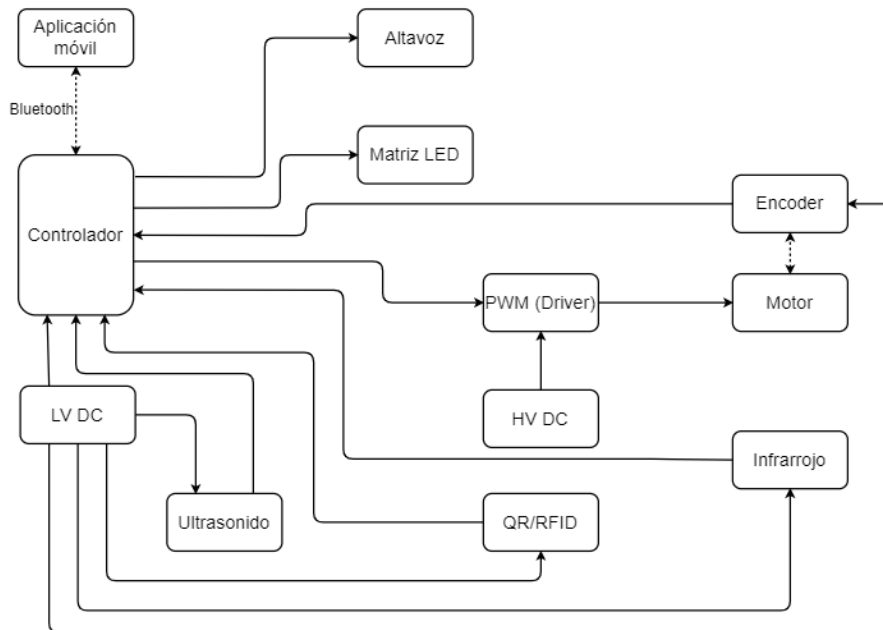 Aplicación
móvil
Altavoz
Bluetooth
Matriz LED
Encoder
Controlador
PWM (Driver)
Motor
LV DC
HV DC
Infrarrojo
Ultrasonido
QR/RFID